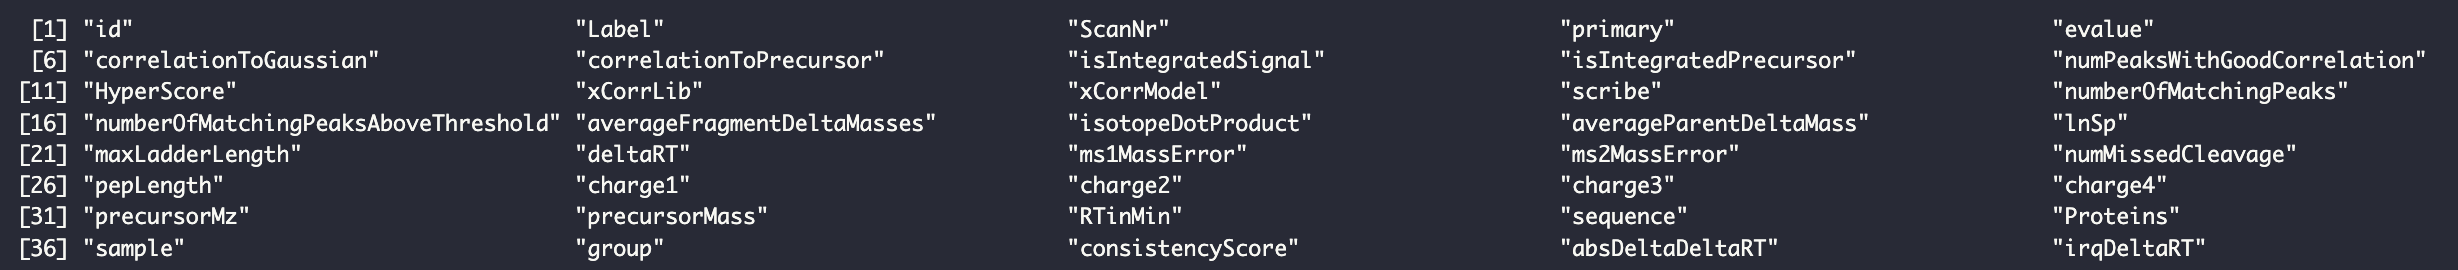 [1] "id" "Label" "ScanNr" "primary" "evalue"
[6] "correlationToGaussian" "correlationToPrecursor" "isIntegratedSignal" "isIntegratedPrecursor" "numPeaksWithGoodCorrelation"
[11] "HyperScore" "xCorrLib" "xCorrModel" "scribe" "numberOfMatchingPeaks"
[16] "numberOfMatchingPeaksAboveThreshold" "averageFragmentDeltaMasses" "isotopeDotProduct" "averageParentDeltaMass" "lnSp"
[21] "maxLadderLength" "deltaRT" "ms1MassError" "ms2MassError" "numMissedCleavage"
[26] "pepLength" "charge1" "charge2" "charge3" "charge4"
[31] "precursorMz" "precursorMass" "RTinMin" "sequence" "Proteins"
[36] "sample" "group" "consistencyScore" "absDeltaDeltaRT" "irqDeltaRT"